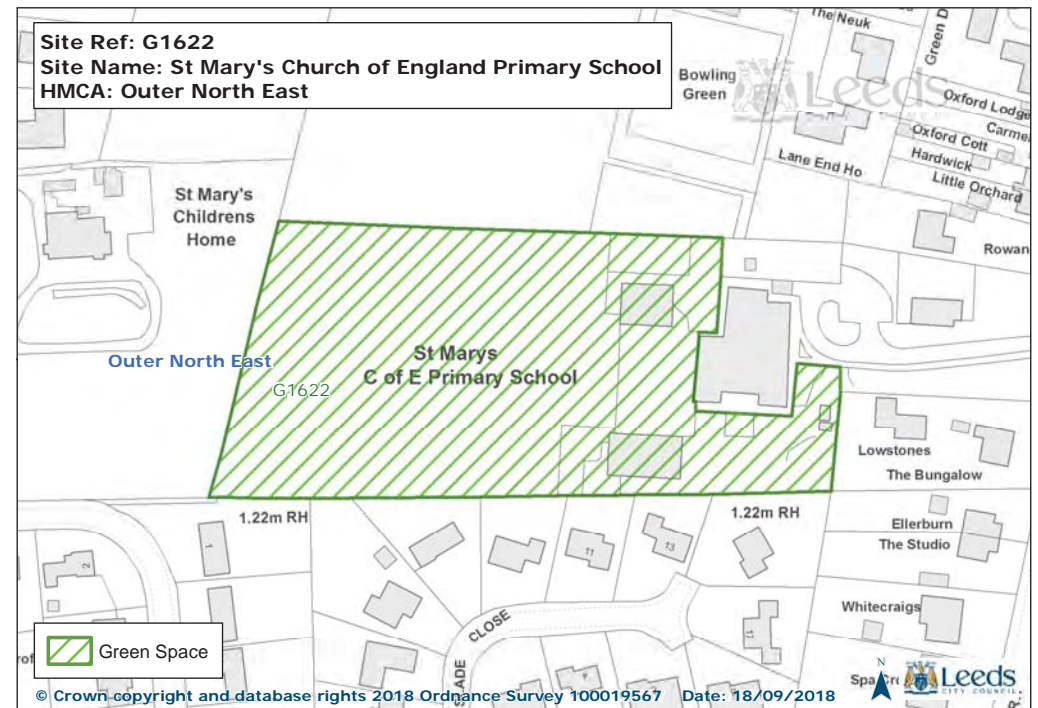 Site Ref: G1622
Site Name: St Mary's Church of England Primary School
HMCA: Outer North East
The Neuk
Bowling
Green
Leeds
Oxford Lodge
Oxford Cott
Hardwick
Little Orchard
Lane End Ho
St Mary's
Childrens
Home
Rowan
Outer North East
St Marys
C of E Primary School
G1622
Lowstones
The Bungalow
1.22m RH
1.22m RH
Ellerburn
The Studio
1
2
11
13
Whitecraigs
CLOSE
17
Green Space
N
Leeds
CITY COUNCIL
© Crown copyright and database rights 2018 Ordnance Survey 100019567 Date: 18/09/2018